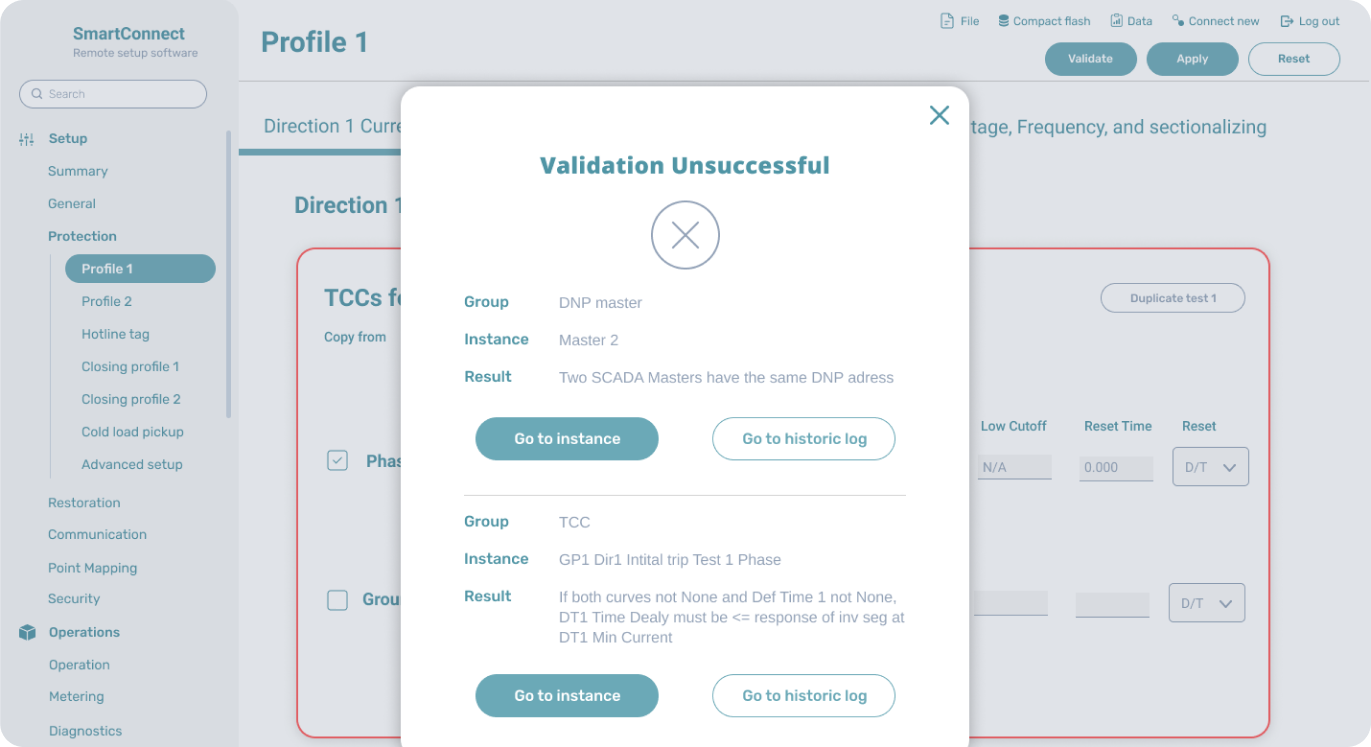 SmartConnect
Remote setup software
Search
Setup
Summary
General
Protection
Profile 1
Profile 2
Hotline tag
Closing profile 1
Closing profile 2
Cold load pickup
Advanced setup
Restoration
Communication
Point Mapping
Security
Operations
Operation
Metering
Diagnostics
Profile 1
File
Compact flash
Data
Connect new
Log out
Validate
Apply
Reset
Direction 1
tage, Frequency, and sectionalizing
Direction 1
TCCs
Duplicate test 1
Copy from
Low Cutoff
Reset Time
Reset
N/A
0.000
D/T
D/T
Validation Unsuccessful
Group DNP master
Instance Master 2
Result Two SCADA Masters have the same DNP adress
Go to instance
Go to historic log
Group TCC
Instance GP1 Dir1 Intital trip Test 1 Phase
Result If both curves not None and Def Time 1 not None,
DT1 Time Dealy must be <= response of inv seg at
DT1 Min Current
Go to instance
Go to historic log